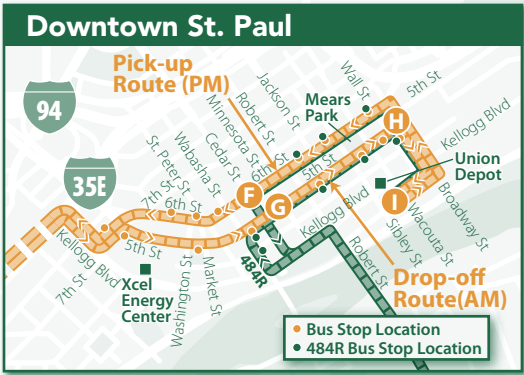 Downtown St. Paul
Pick-up
Route (PM)
94
35E
Jackson St
Robert St
Minnesota St
Cedar St
Wabasha St
St. Peter St
7th St
6th St
Wall St
5th St
Mears
Park
6th St
5th St
H
Kellogg Blvd
Union
Depot
F
G
I
Kellogg Blvd
Broadway St
Wacouta St
Sibley St
Robert St
484R
Kellogg Blvd
7th St
5th St
Xcel
Energy
Center
Washington St
Market St
Drop-off
Route(AM)
Bus Stop Location
484R Bus Stop Location